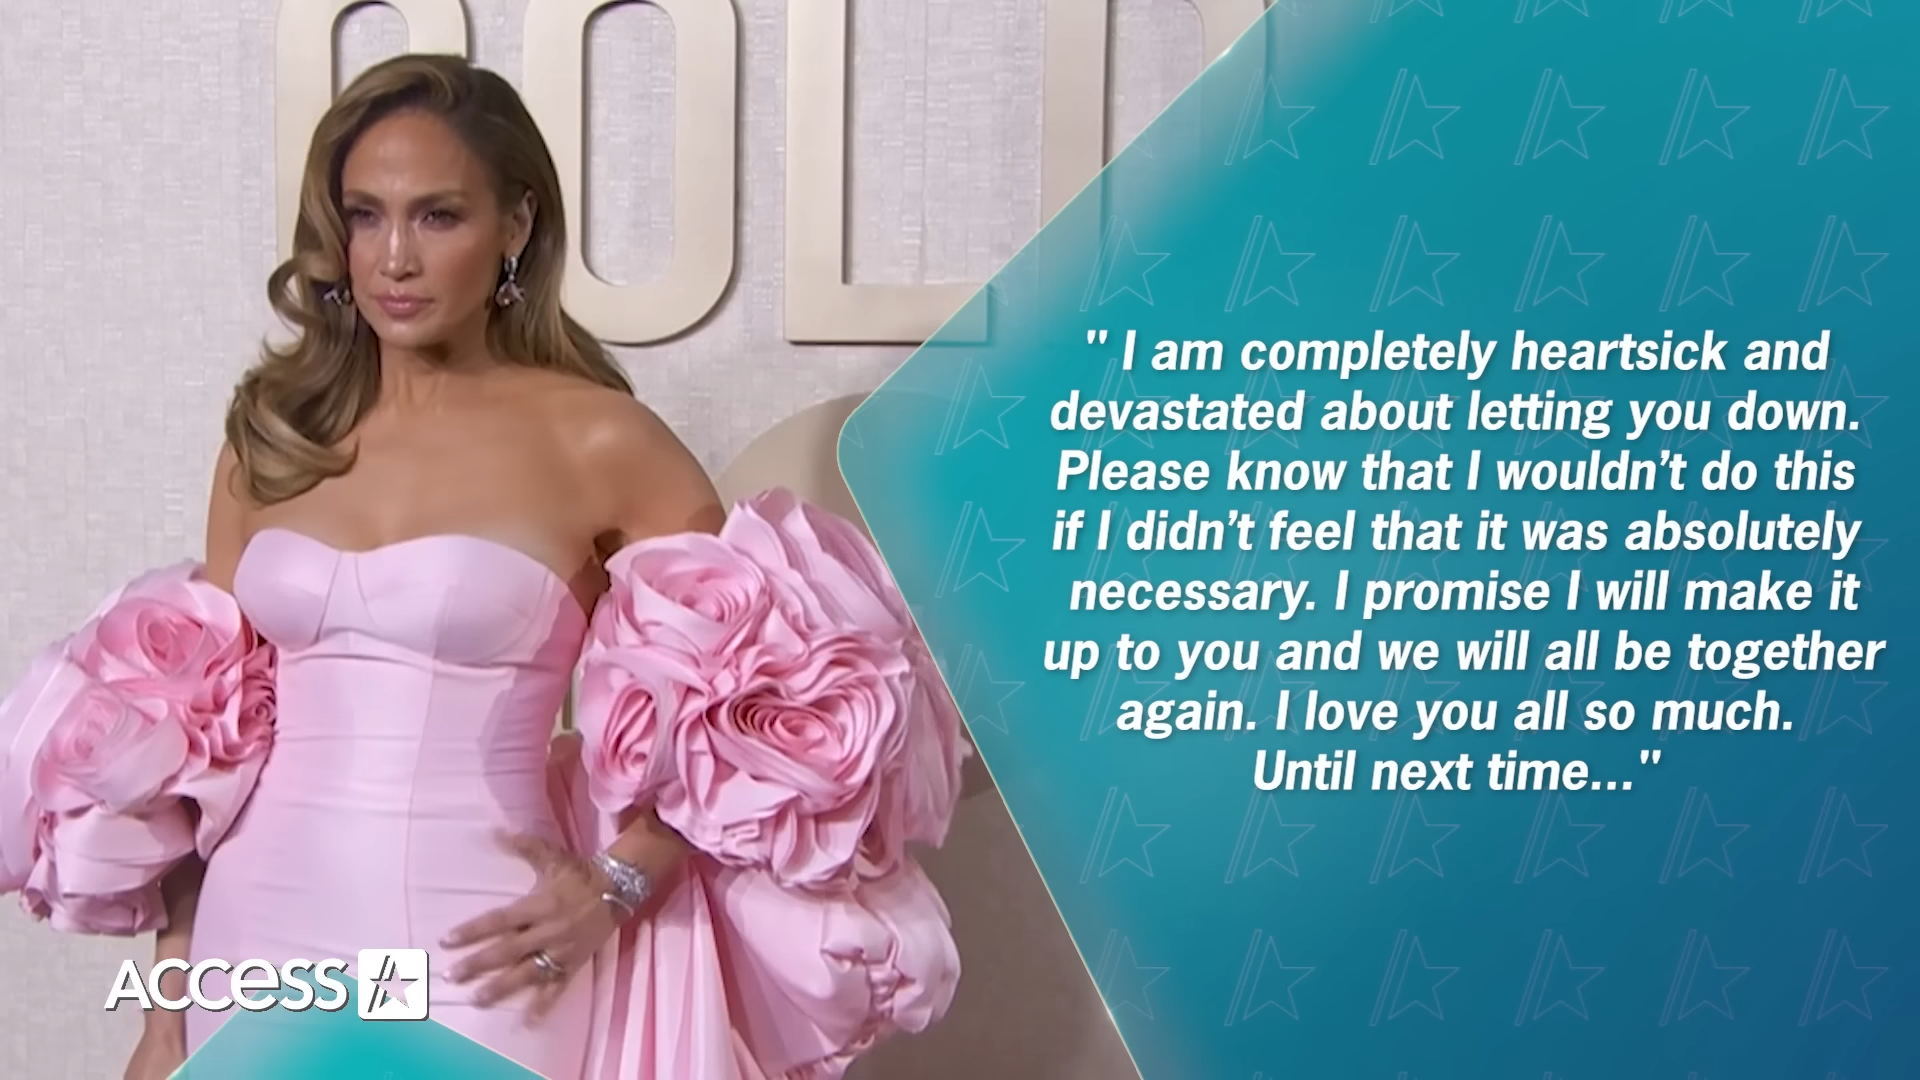 GOLD
" I am completely heartsick and
devastated about letting you down.
Please know that I wouldn’t do this
if I didn’t feel that it was absolutely
necessary. I promise I will make it
up to you and we will all be together
again. I love you all so much.
Until next time..."
ACCESS